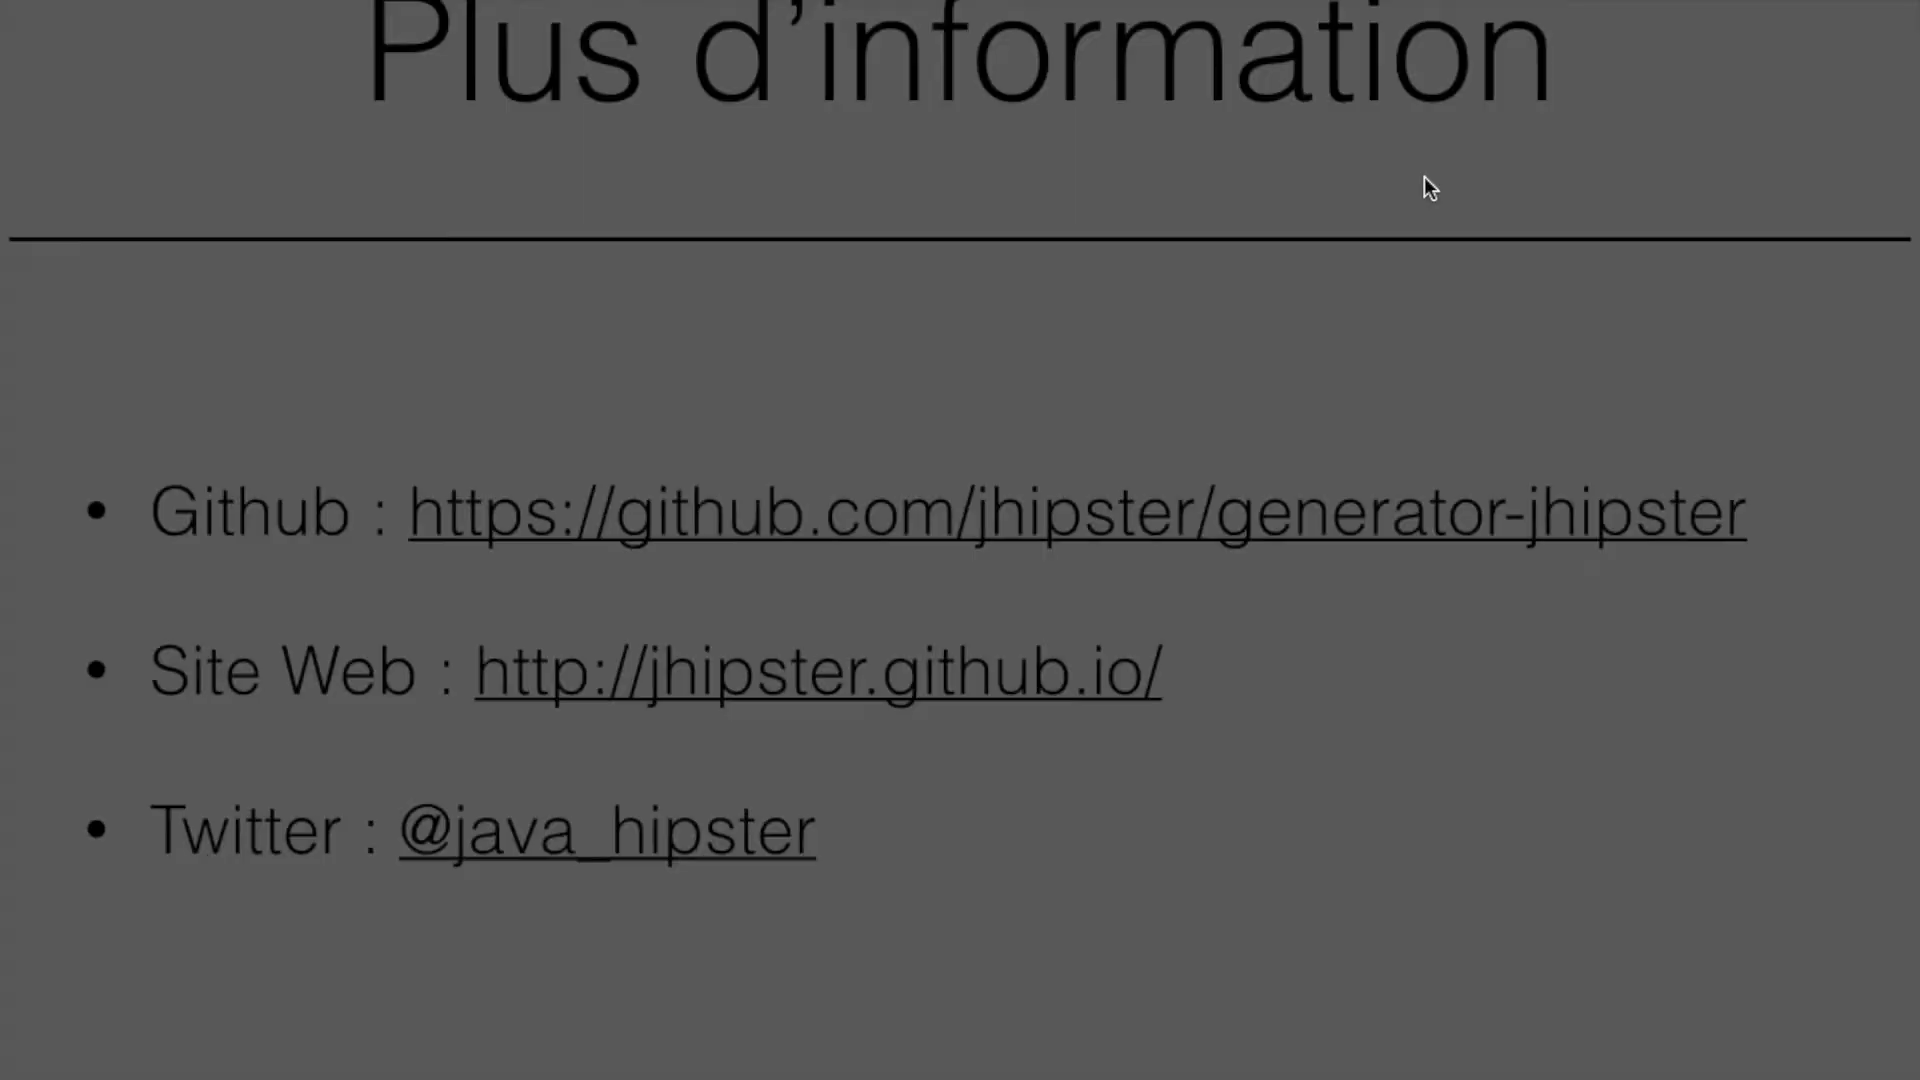 Plus d’information
• Github : https://github.com/jhipster/generator-jhipster
• Site Web : http://jhipster.github.io/
• Twitter : @java_hipster